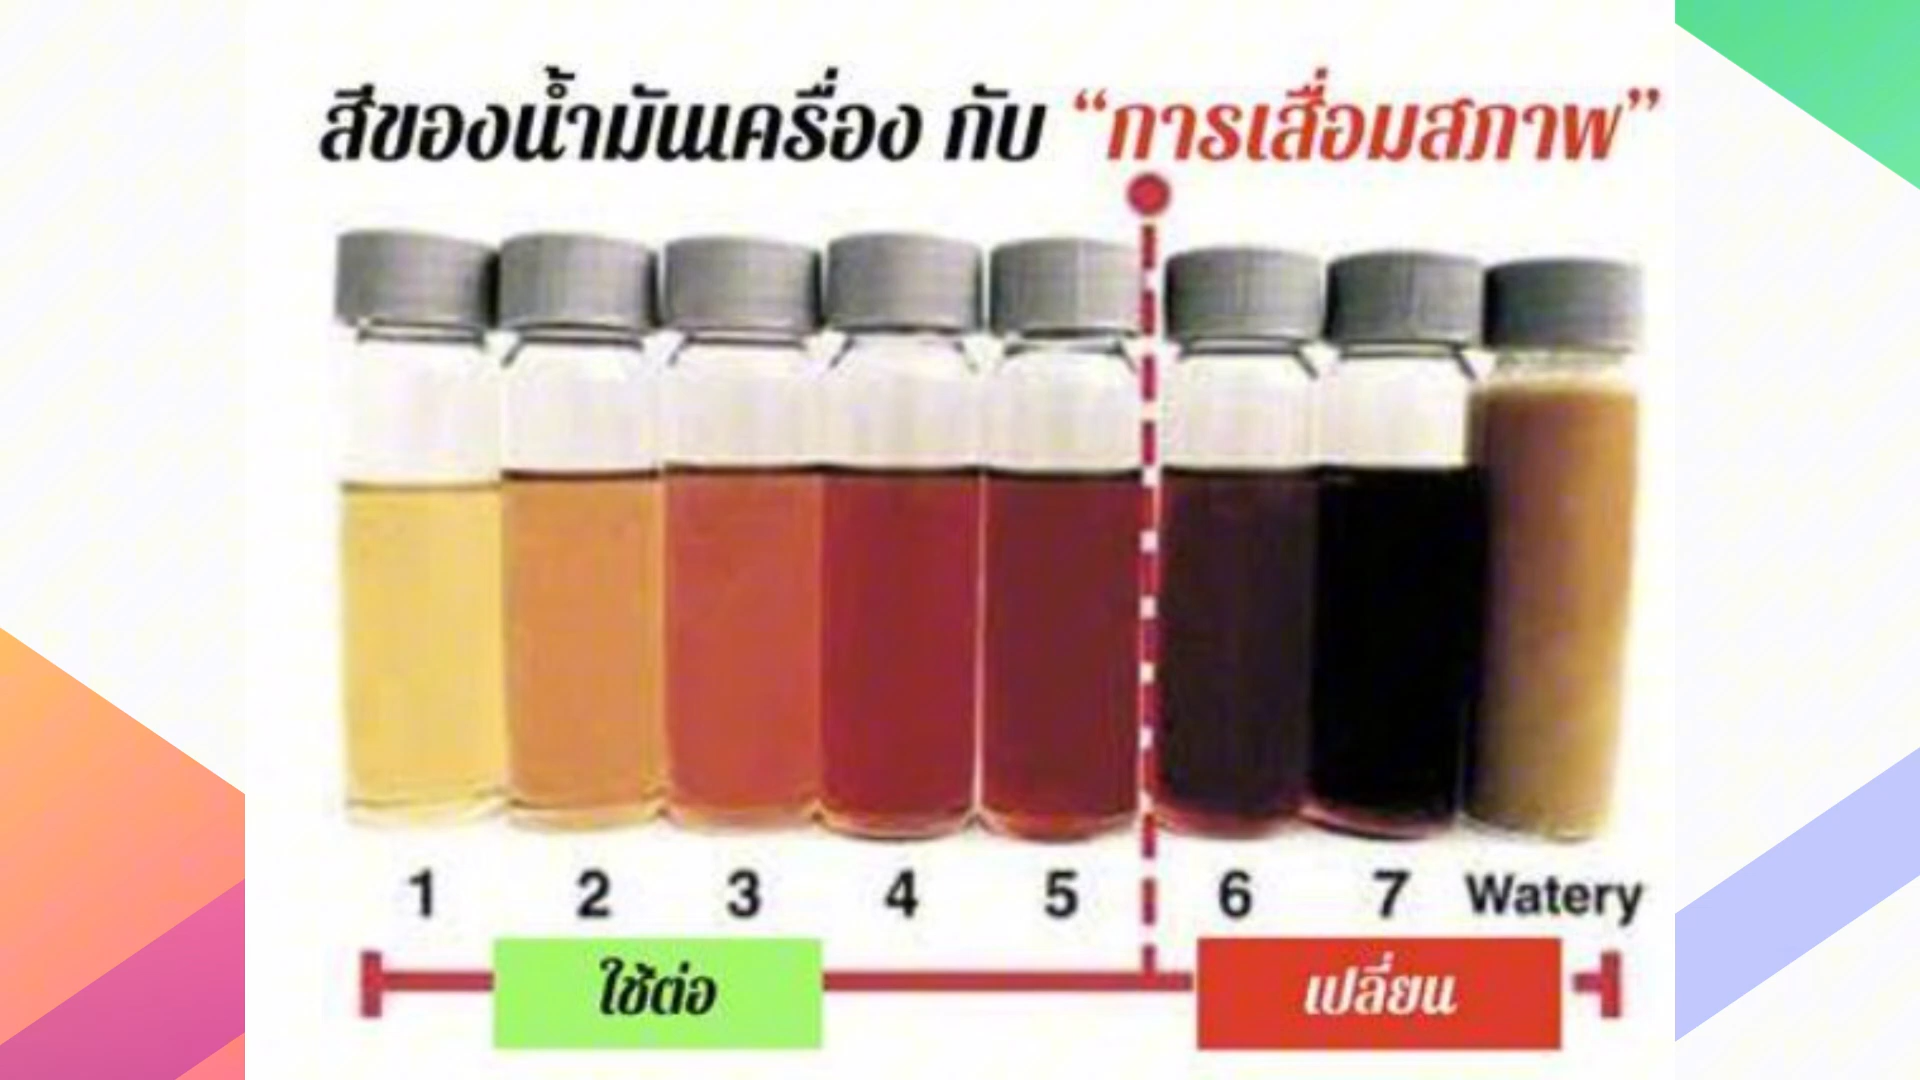 สีของน้ำมันเครื่อง กับ “การเสื่อมสภาพ”
1 2 3 4 5 6 7 Watery
ใช้ต่อ เปลี่ยน